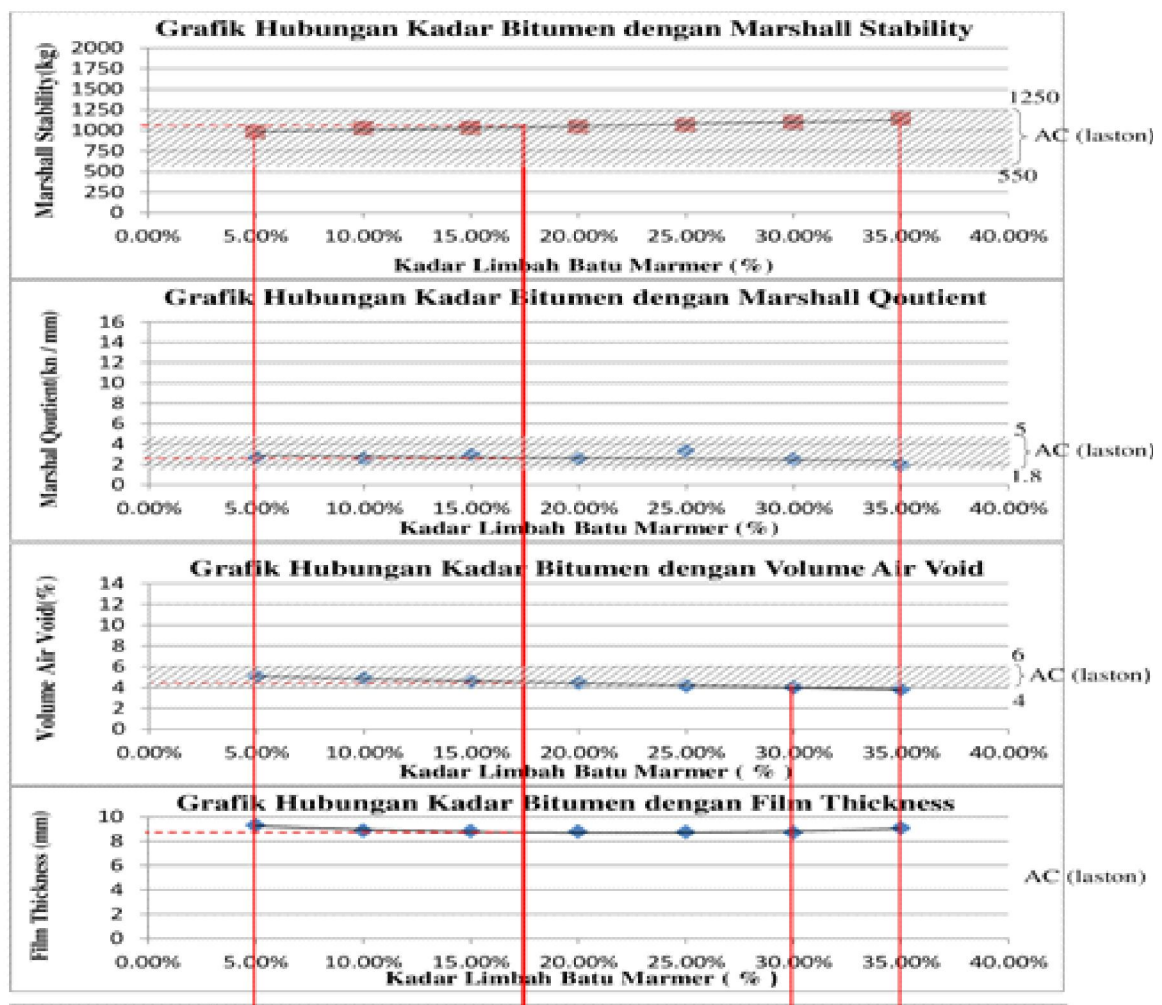 Grafik Hubungan Kadar Bitumen dengan Marshall Stability
Marshall Stability(kg)
2000
1750
1500
1250
1000
750
500
250
0
1250
AC (laston)
550
0.00% 5.00% 10.00% 15.00% 20.00% 25.00% 30.00% 35.00% 40.00%
Kadar Limbah Batu Marmer (%)
Grafik Hubungan Kadar Bitumen dengan Marshall Qoutient
Marshal Qoutient(kn / mm)
16
14
12
10
8
6
4
2
0
5
AC (laston)
1.8
0.00% 5.00% 10.00% 15.00% 20.00% 25.00% 30.00% 35.00% 40.00%
Kadar Limbah Batu Marmer (%)
Grafik Hubungan Kadar Bitumen dengan Volume Air Void
Volume Air Void(%)
14
12
10
8
6
4
2
0
6
AC (laston)
4
0.00% 5.00% 10.00% 15.00% 20.00% 25.00% 30.00% 35.00% 40.00%
Kadar Limbah Batu Marmer ( % )
Grafik Hubungan Kadar Bitumen dengan Film Thickness
Film Thickness (mm)
10
8
6
4
2
0
AC (laston)
0.00% 5.00% 10.00% 15.00% 20.00% 25.00% 30.00% 35.00% 40.00%
Kadar Limbah Batu Marmer ( % )